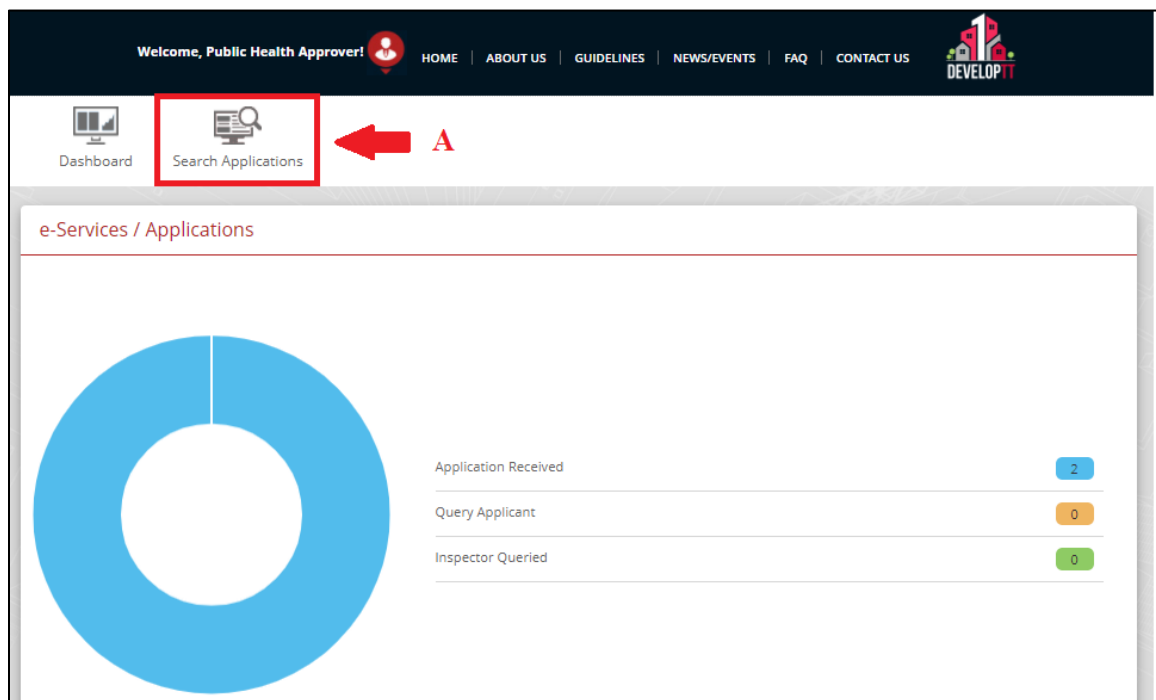 Welcome, Public Health Approver! HOME | ABOUT US | GUIDELINES | NEWS/EVENTS | FAQ | CONTACT US
DEVELOPTT
Dashboard
Search Applications
A
e-Services / Applications
Application Received 2
Query Applicant 0
Inspector Queried 0